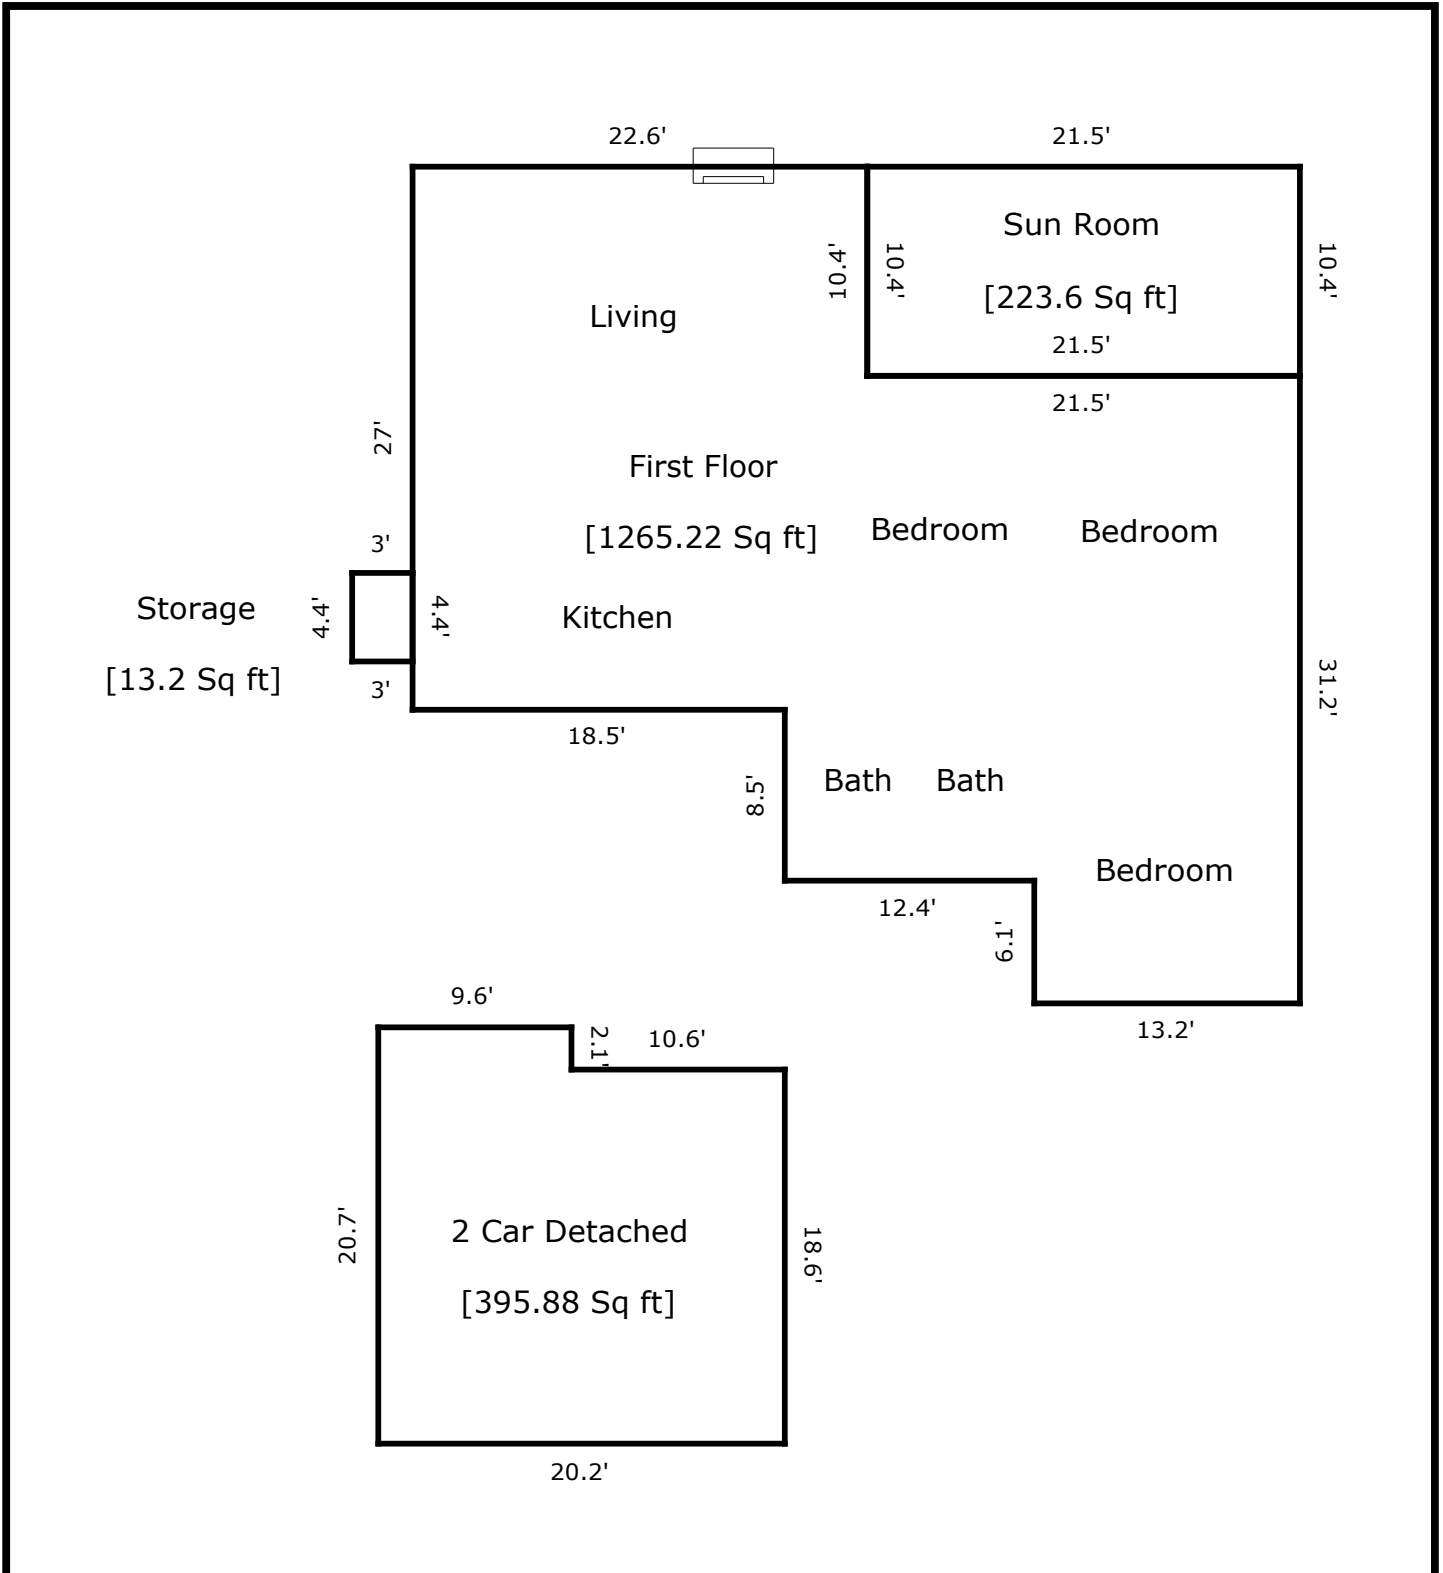 22.6'
21.5'
Sun Room
10.4'
10.4'
10.4'
[223.6 Sq ft]
Living
21.5'
21.5'
27'
First Floor
[1265.22 Sq ft]
Bedroom
Bedroom
3'
Storage
4.4'
4.4'
Kitchen
[13.2 Sq ft]
3'
31.2'
18.5'
8.5'
Bath
Bath
Bedroom
12.4'
6.1'
9.6'
2.1'
10.6'
13.2'
20.7'
2 Car Detached
18.6'
[395.88 Sq ft]
20.2'